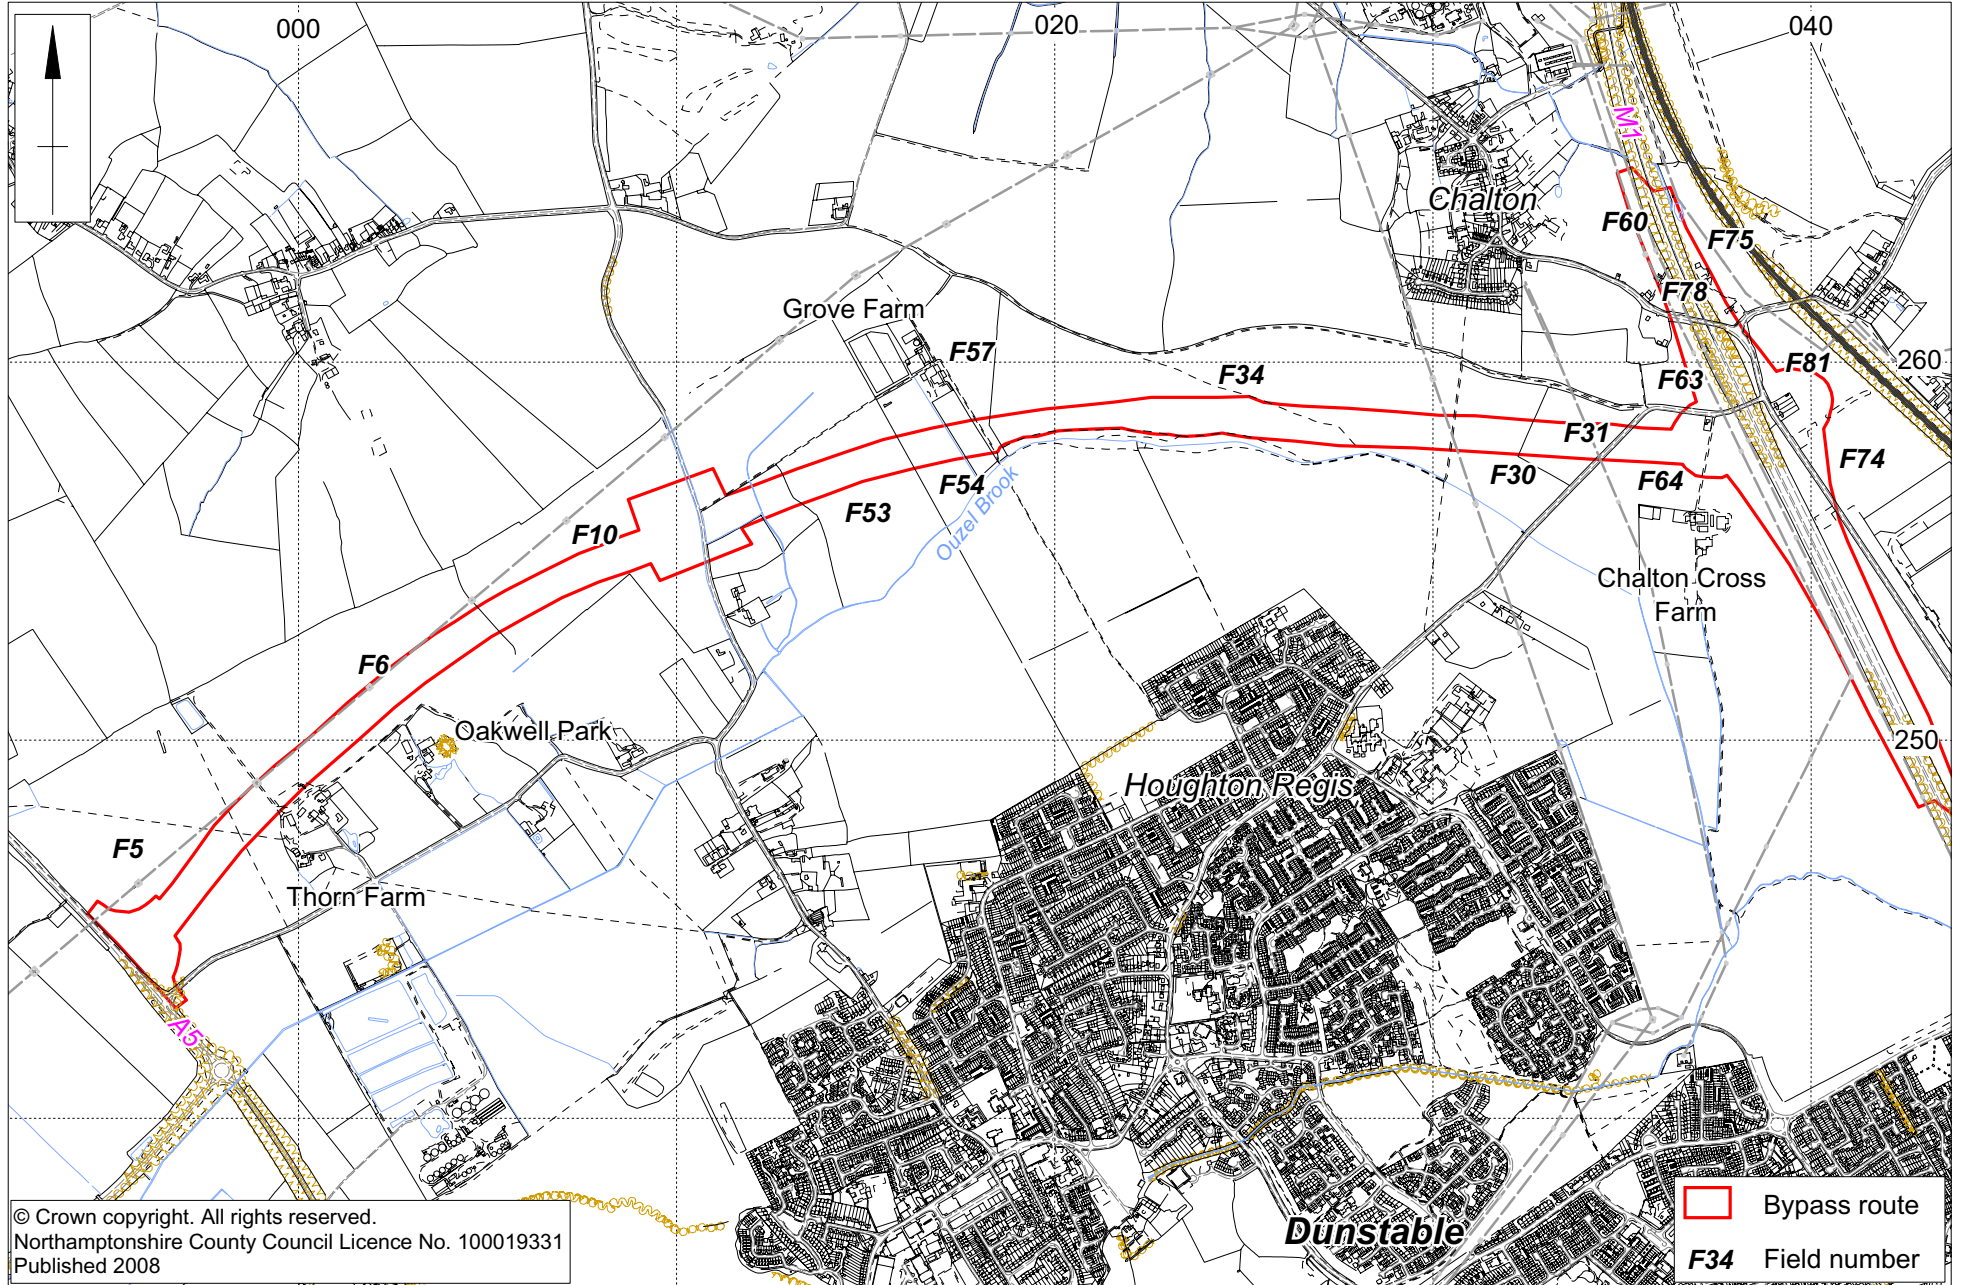 000
020
040
M1
Chalton
F60
F75
F78
Grove Farm
F57
260
F34
F63
F81
F31
F74
F30
F64
F54
F53
Ouzel Brook
F10
Chalton Cross
Farm
F6
Oakwell Park
250
Houghton Regis
F5
Thorn Farm
A5
Dunstable
© Crown copyright. All rights reserved.
Northamptonshire County Council Licence No. 100019331
Published 2008
Bypass route
F34 Field number